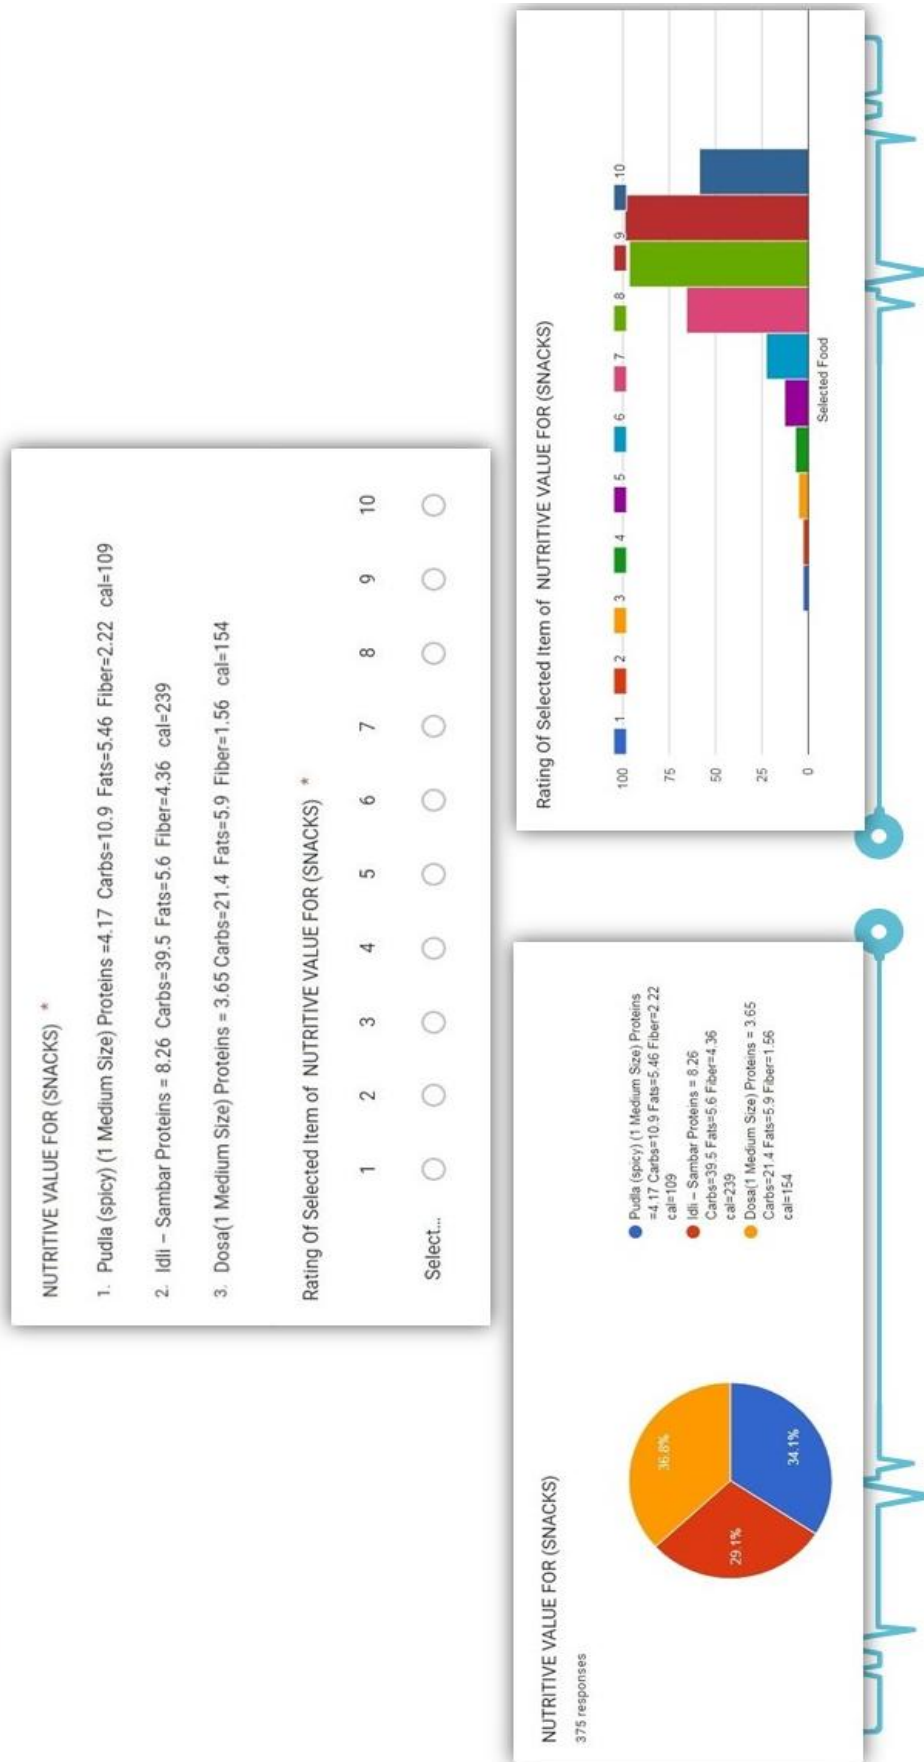 NUTRITIVE VALUE FOR (SNACKS) *
1. Pudla (spicy) (1 Medium Size) Proteins =4.17 Carbs=10.9 Fats=5.46 Fiber=2.22 cal=109
2. Idli – Sambar Proteins = 8.26 Carbs=39.5 Fats=5.6 Fiber=4.36 cal=239
3. Dosa(1 Medium Size) Proteins = 3.65 Carbs=21.4 Fats=5.9 Fiber=1.56 cal=154
Rating Of Selected Item of NUTRITIVE VALUE FOR (SNACKS) *
1 2 3 4 5 6 7 8 9 10
Select...
NUTRITIVE VALUE FOR (SNACKS)
375 responses
36.8%
29.1%
34.1%
Pudla (spicy) (1 Medium Size) Proteins
=4.17 Carbs=10.9 Fats=5.46 Fiber=2.22
cal=109
Idli – Sambar Proteins = 8.26
Carbs=39.5 Fats=5.6 Fiber=4.36
cal=239
Dosa(1 Medium Size) Proteins = 3.65
Carbs=21.4 Fats=5.9 Fiber=1.56
cal=154
Rating Of Selected Item of NUTRITIVE VALUE FOR (SNACKS)
1 2 3 4 5 6 7 8 9 10
100
75
50
25
0
Selected Food